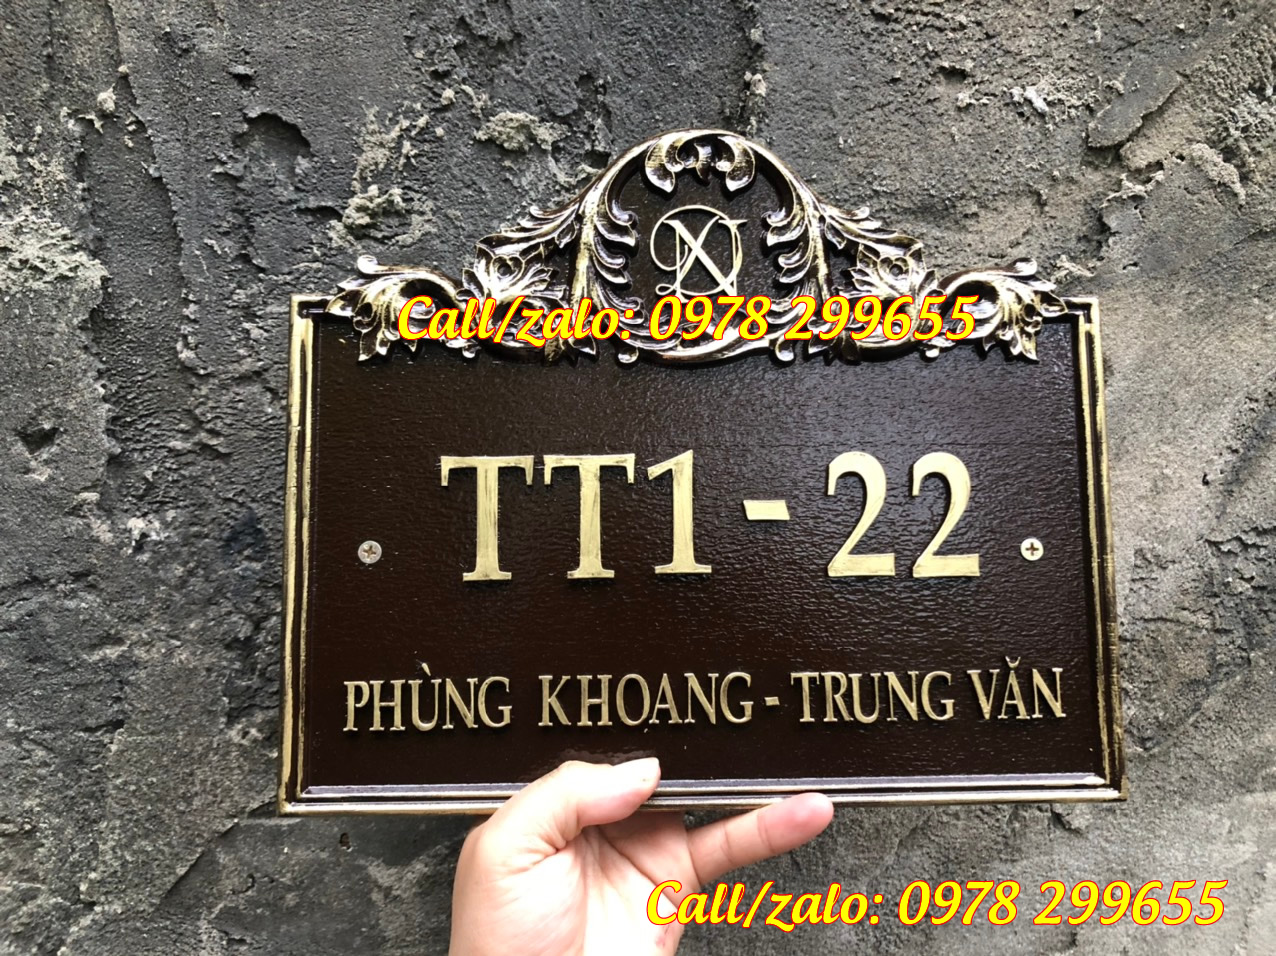 Call/zalo: 0978 299655
TT1 - 22
PHÙNG KHOANG - TRUNG VĂN
Call/zalo: 0978 299655